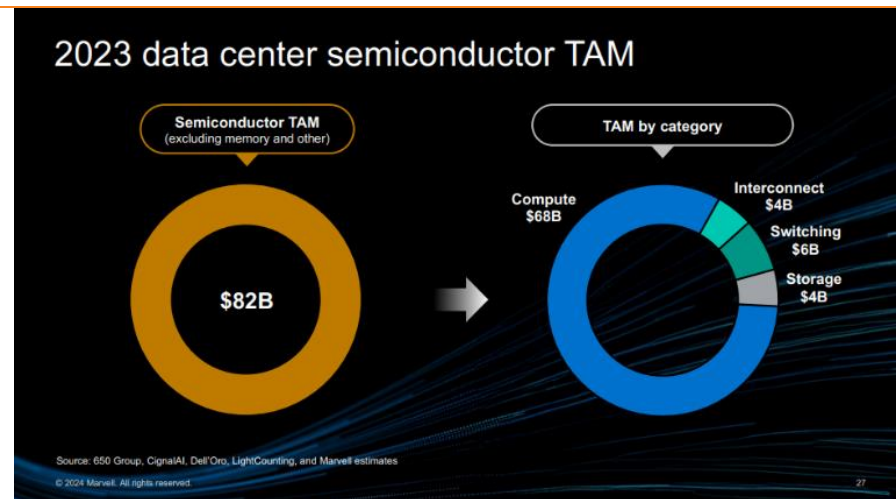 2023 data center semiconductor TAM
Semiconductor TAM
(excluding memory and other)
$82B
TAM by category
Compute
$68B
Interconnect
$4B
Switching
$6B
Storage
$4B
Source: 650 Group, CignalAI, Dell'Oro, LightCounting, and Marvell estimates
© 2024 Marvell. All rights reserved.
27